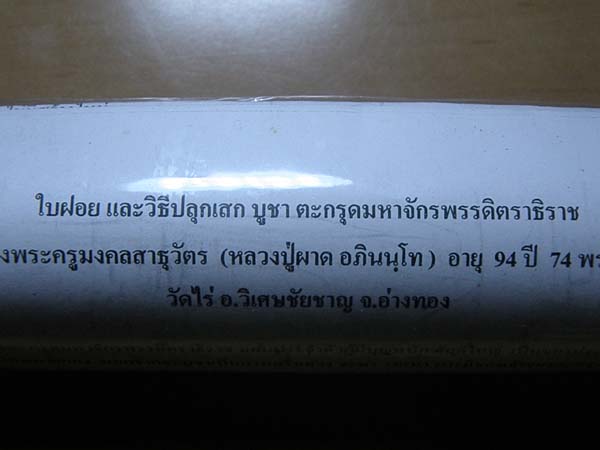 ใบฝอย และวิธีปลุกเสก บูชา ตะกรุดมหาจักรพรรดิตราธิราช
งพระครูมงคลสาธุวัตร (หลวงปู่ผาด อภินนฺโท ) อายุ 94 ปี 74 พร
วัดไร่ อ.วิเศษชัยชาญ จ.อ่างทอง